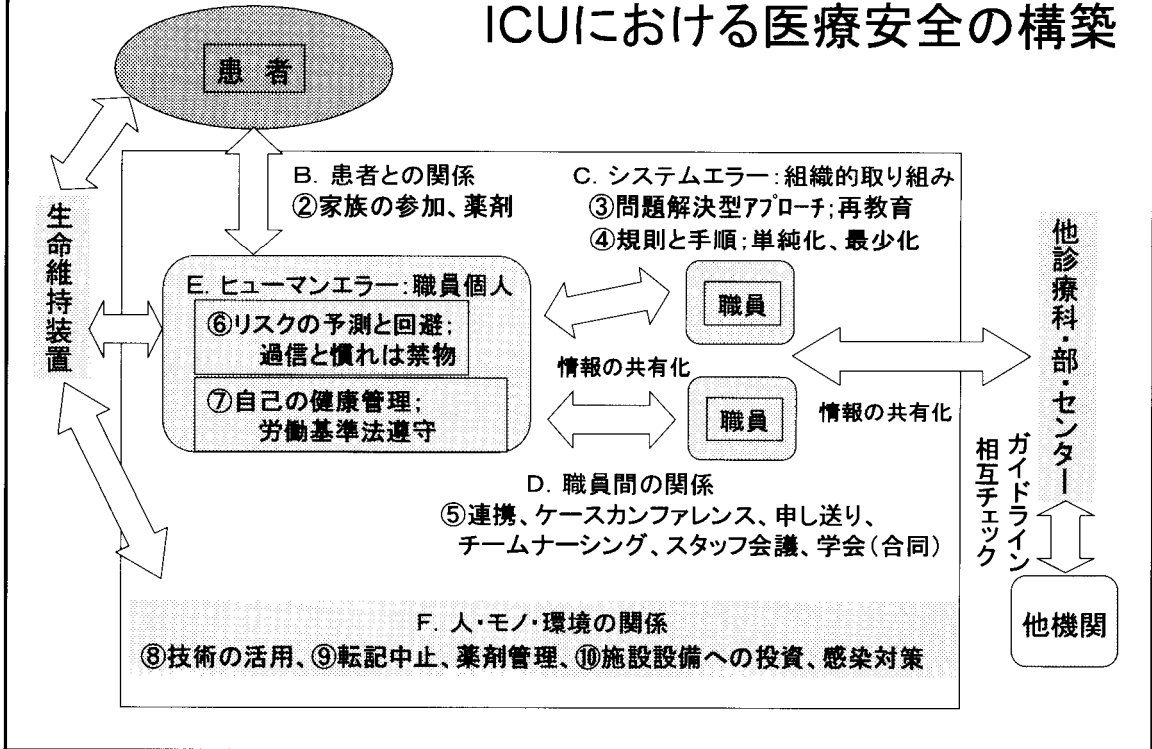 ICUにおける医療安全の構築
患者
B. 患者との関係
②家族の参加、薬剤
C. システムエラー:組織的取り組み
③問題解決型アプローチ;再教育
④規則と手順;単純化、最少化
生命維持装置
E. ヒューマンエラー:職員個人
⑥リスクの予測と回避;
過信と慣れは禁物
⑦自己の健康管理;
労働基準法遵守
職員
情報の共有化
職員
情報の共有化
他診療科・部・センター
D. 職員間の関係
⑤連携、ケースカンファレンス、申し送り、
チームナーシング、スタッフ会議、学会(合同)
ガイドライン
相互チェック
他機関
F. 人・モノ・環境の関係
⑧技術の活用、⑨転記中止、薬剤管理、⑩施設設備への投資、感染対策